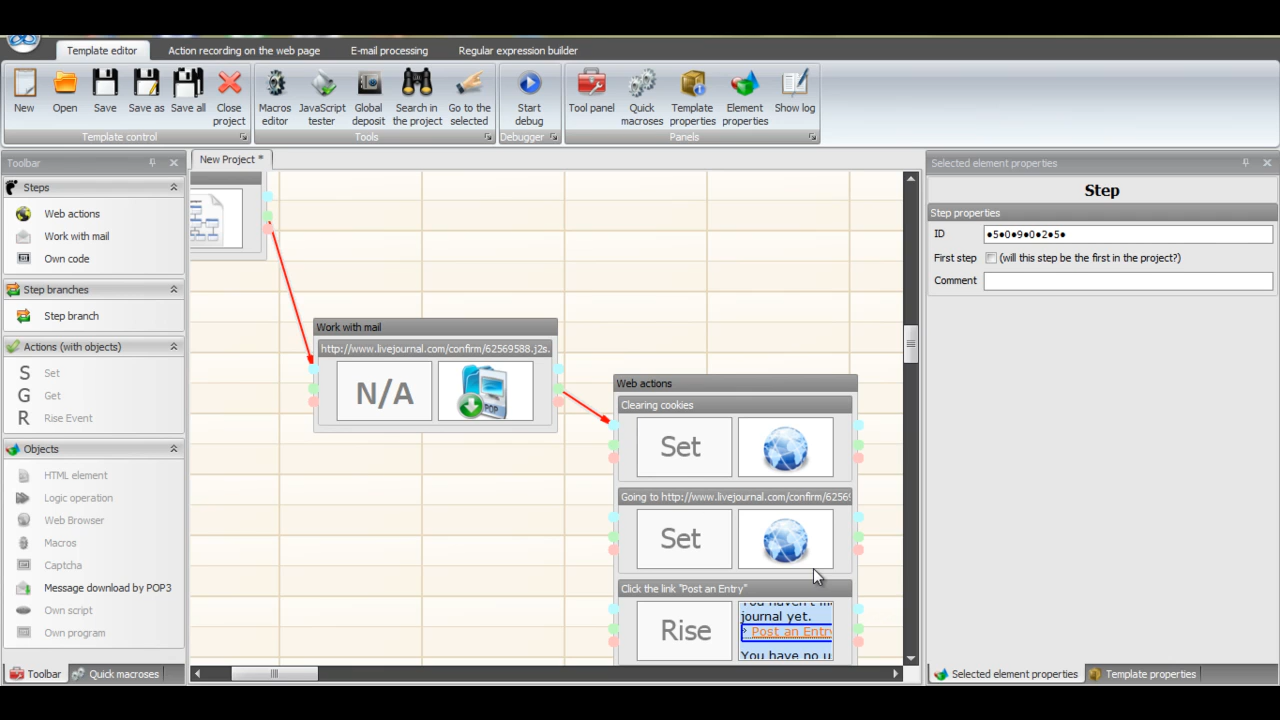 Template editor
Action recording on the web page
E-mail processing
Regular expression builder
New
Open
Save
Save as
Save all
Close project
Macros editor
JavaScript tester
Global deposit
Search in the project
Go to the selected
Start debug
Tool panel
Quick macroses
Template properties
Element properties
Show log
Template control
Tools
Debugger
Panels
Toolbar
New Project *
Selected element properties
Steps
Web actions
Work with mail
Own code
Step branches
Step branch
Actions (with objects)
S Set
G Get
R Rise Event
Objects
HTML element
Logic operation
Web Browser
Macros
Captcha
Message download by POP3
Own script
Own program
Toolbar
Quick macroses
Work with mail
http://www.livejournal.com/confirm/62569588.j2s.
N/A
POP
Web actions
Clearing cookies
Set
Going to http://www.livejournal.com/confirm/6256
Set
Click the link "Post an Entry"
Rise
journal yet.
Post an Entr
You have no u
Step
Step properties
ID
•5•0•9•0•2•5•
First step
(will this step be the first in the project?)
Comment
Selected element properties
Template properties